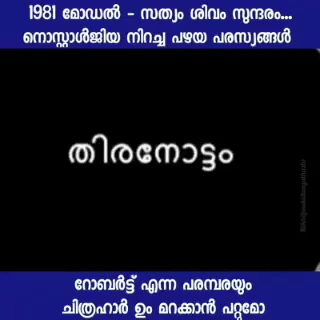 1981 മോഡൽ - സത്യം ശിവം സുന്ദരം...
നൊസ്റ്റാൾജിയ നിറച്ച പഴയ പരസ്യങ്ങൾ
തിരനോട്ടം
റോബർട്ട് എന്ന പരമ്പരയും
ചിത്രഹാർ ഉം മറക്കാൻ പറ്റുമോ